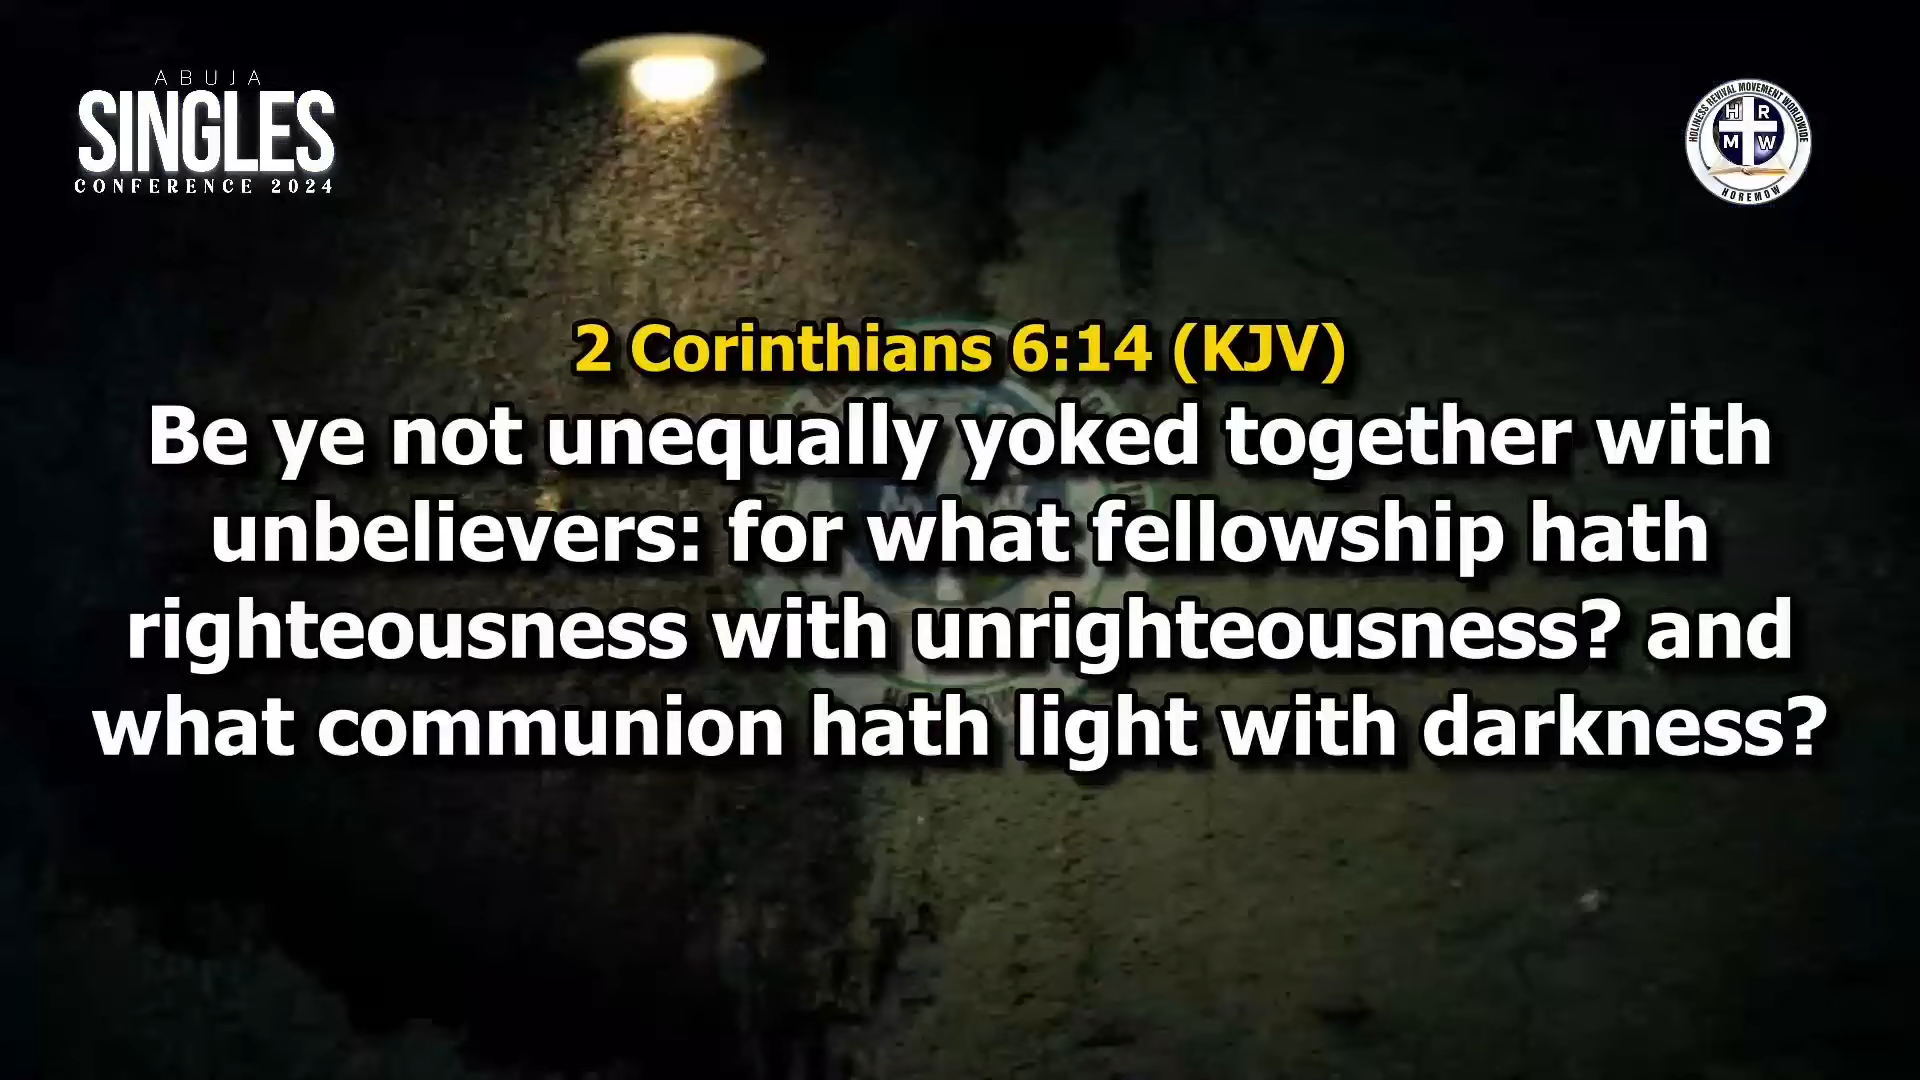 ABUJA
SINGLES
CONFERENCE 2024
HOLINESS REVIVAL MOVEMENT WORLDWIDE
H R
M W
HOREMOW
2 Corinthians 6:14 (KJV)
Be ye not unequally yoked together with
unbelievers: for what fellowship hath
righteousness with unrighteousness? and
what communion hath light with darkness?